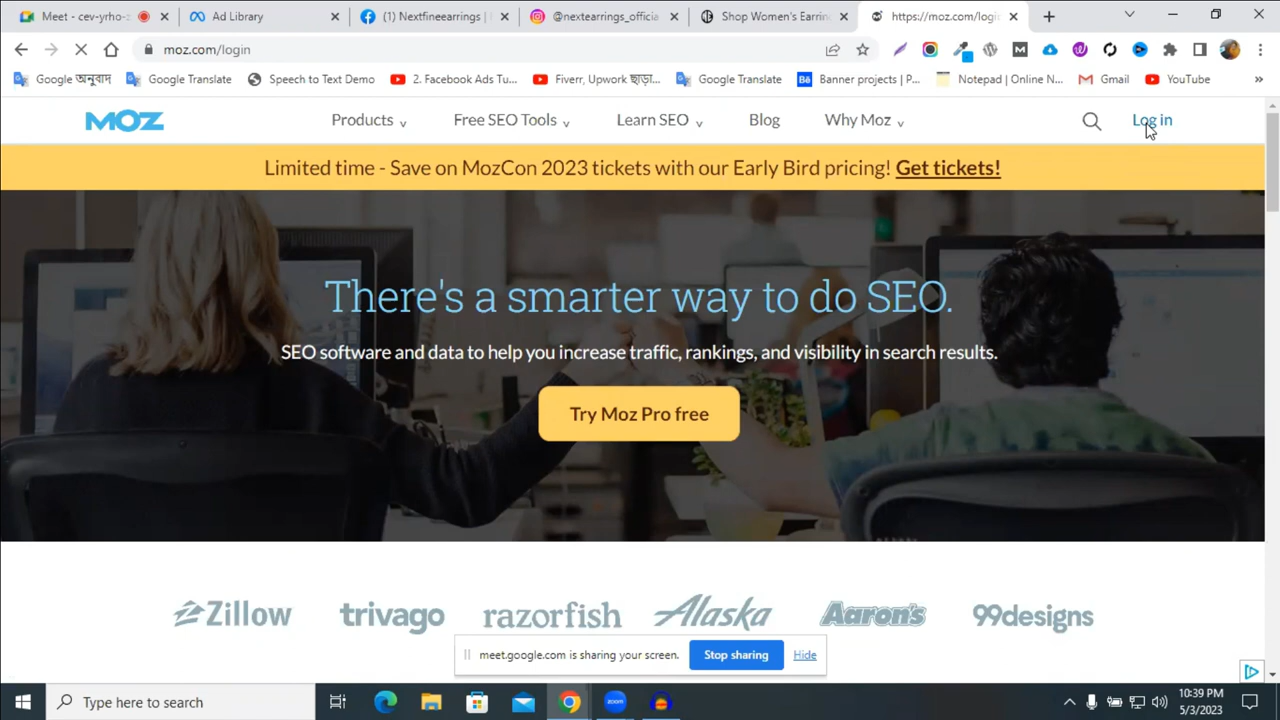 Meet - cev-yrho-z
Ad Library
(1) Nextfineearrings |
@nextearrings_officia
Shop Women's Earrin
https://moz.com/logi
moz.com/login
Google অনুবাদ
Google Translate
Speech to Text Demo
2. Facebook Ads Tu...
Fiverr, Upwork ছাড়া...
Google Translate
Banner projects | P...
Notepad | Online N...
Gmail
YouTube
MOZ
Products
Free SEO Tools
Learn SEO
Blog
Why Moz
Log in
Limited time - Save on MozCon 2023 tickets with our Early Bird pricing! Get tickets!
There's a smarter way to do SEO.
SEO software and data to help you increase traffic, rankings, and visibility in search results.
Try Moz Pro free
Zillow
trivago
razorfish
Alaska
Aaron's
99designs
meet.google.com is sharing your screen.
Stop sharing
Hide
Type here to search
zoom
10:39 PM
5/3/2023